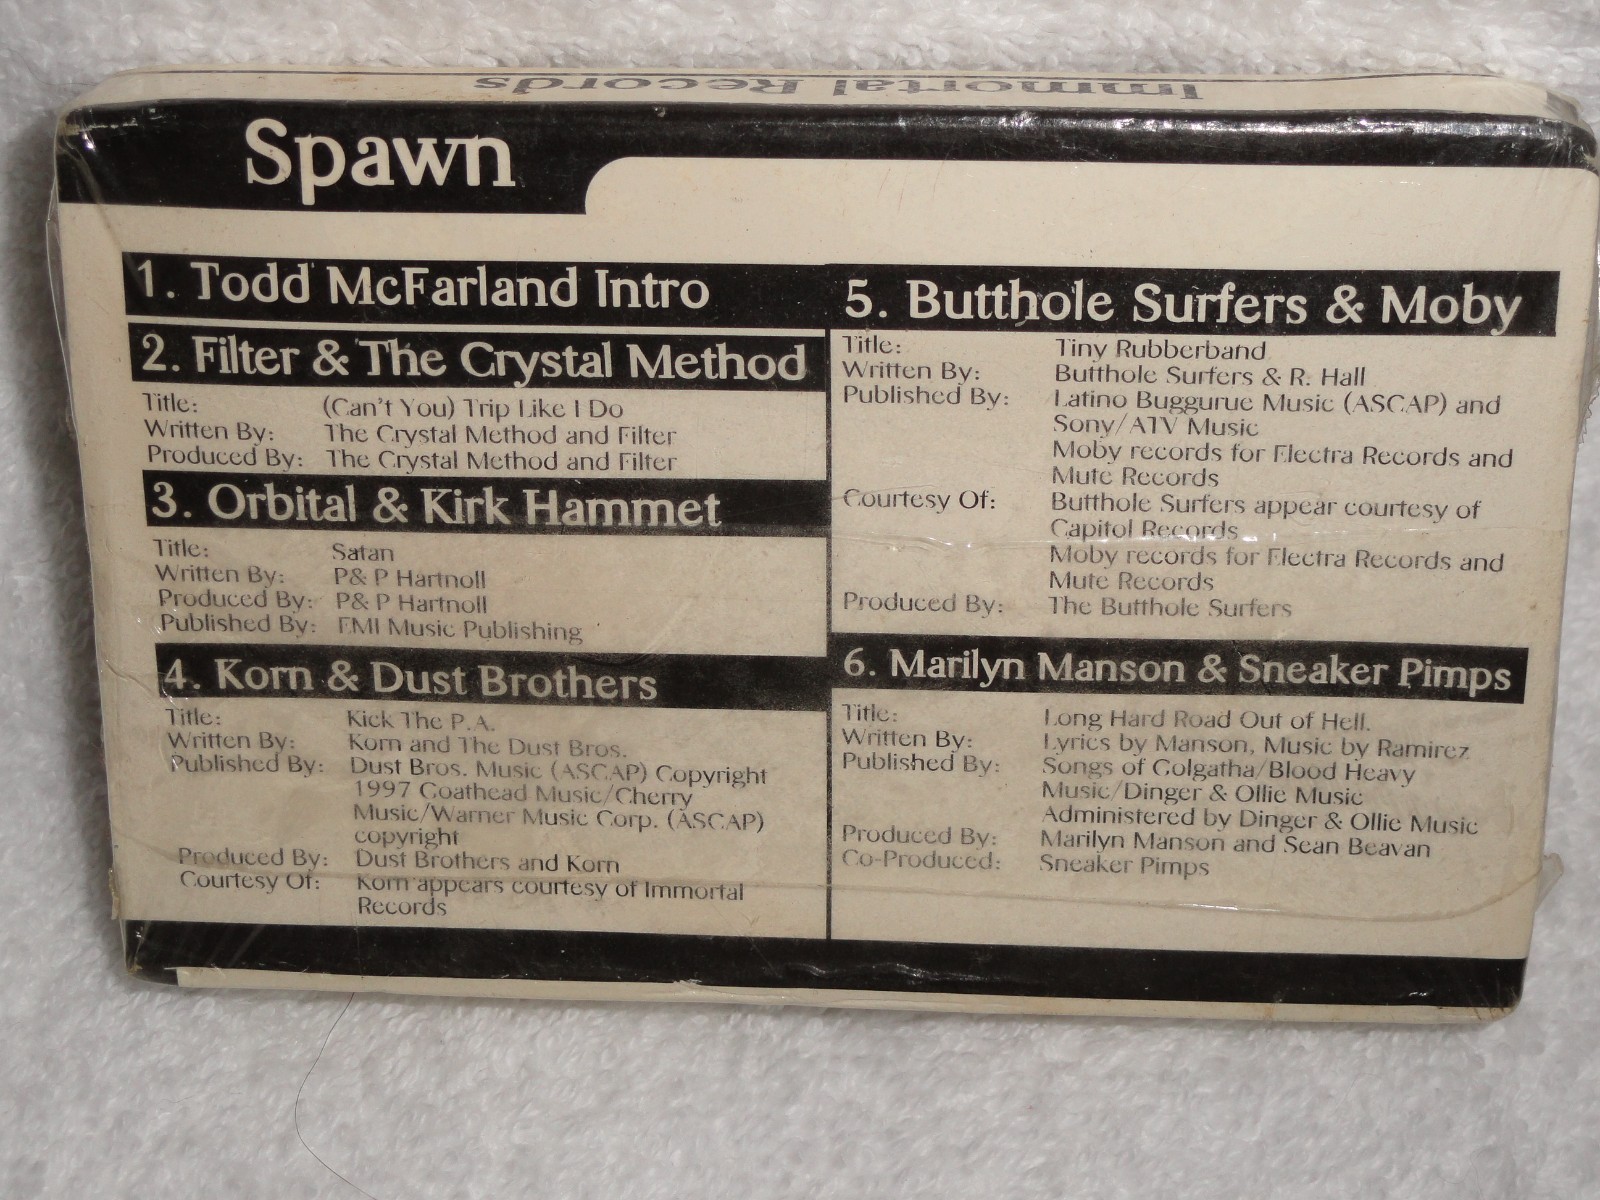 Immortal Records
Spawn
1. Todd McFarland Intro
2. Filter & The Crystal Method
Title: (Can't You) Trip Like I Do
Written By: The Crystal Method and Filter
Produced By: The Crystal Method and Filter
3. Orbital & Kirk Hammet
Title: Satan
Written By: P& P Hartnoll
Produced By: P& P Hartnoll
Published By: EMI Music Publishing
4. Korn & Dust Brothers
Title: Kick The P.A.
Written By: Korn and The Dust Bros.
Published By: Dust Bros. Music (ASCAP) Copyright
1997 Goathead Music/Cherry
Music/Warner Music Corp. (ASCAP)
copyright
Produced By: Dust Brothers and Korn
Courtesy Of: Korn appears courtesy of Immortal
Records
5. Butthole Surfers & Moby
Title: Tiny Rubberband
Written By: Butthole Surfers & R. Hall
Published By: Latino Buggurue Music (ASCAP) and
Sony/ATV Music
Moby records for Electra Records and
Mute Records
Courtesy Of: Butthole Surfers appear courtesy of
Capitol Records
Moby records for Electra Records and
Mute Records
Produced By: The Butthole Surfers
6. Marilyn Manson & Sneaker Pimps
Title: Long Hard Road Out of Hell.
Written By: Lyrics by Manson, Music by Ramirez
Published By: Songs of Golgatha/Blood Heavy
Music/Dinger & Ollie Music
Administered by Dinger & Ollie Music
Produced By: Marilyn Manson and Sean Beavan
Co-Produced: Sneaker Pimps